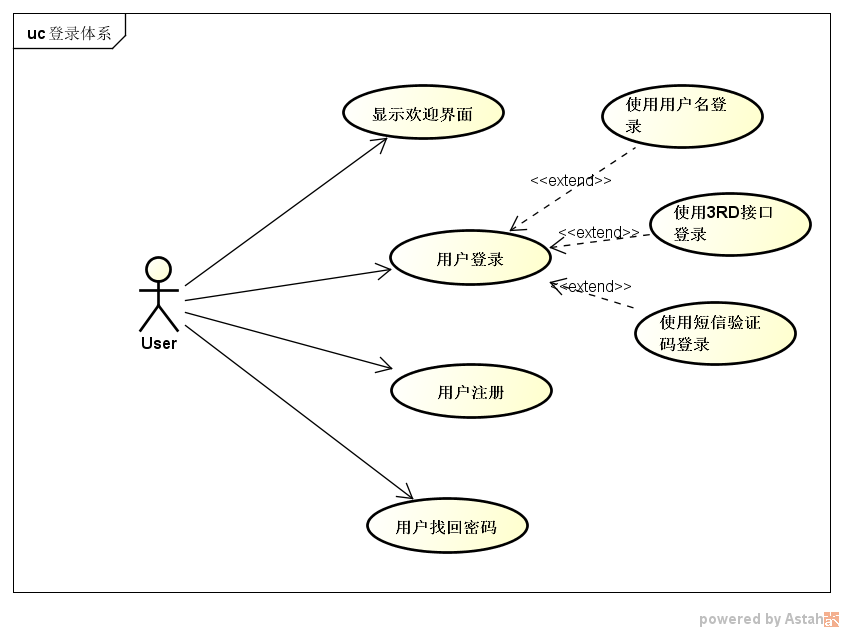 uc 登录体系
显示欢迎界面
使用用户名登
录
<<extend>>
使用3RD接口
登录
<<extend>>
用户登录
<<extend>>
使用短信验证
码登录
User
用户注册
用户找回密码
powered by Astah